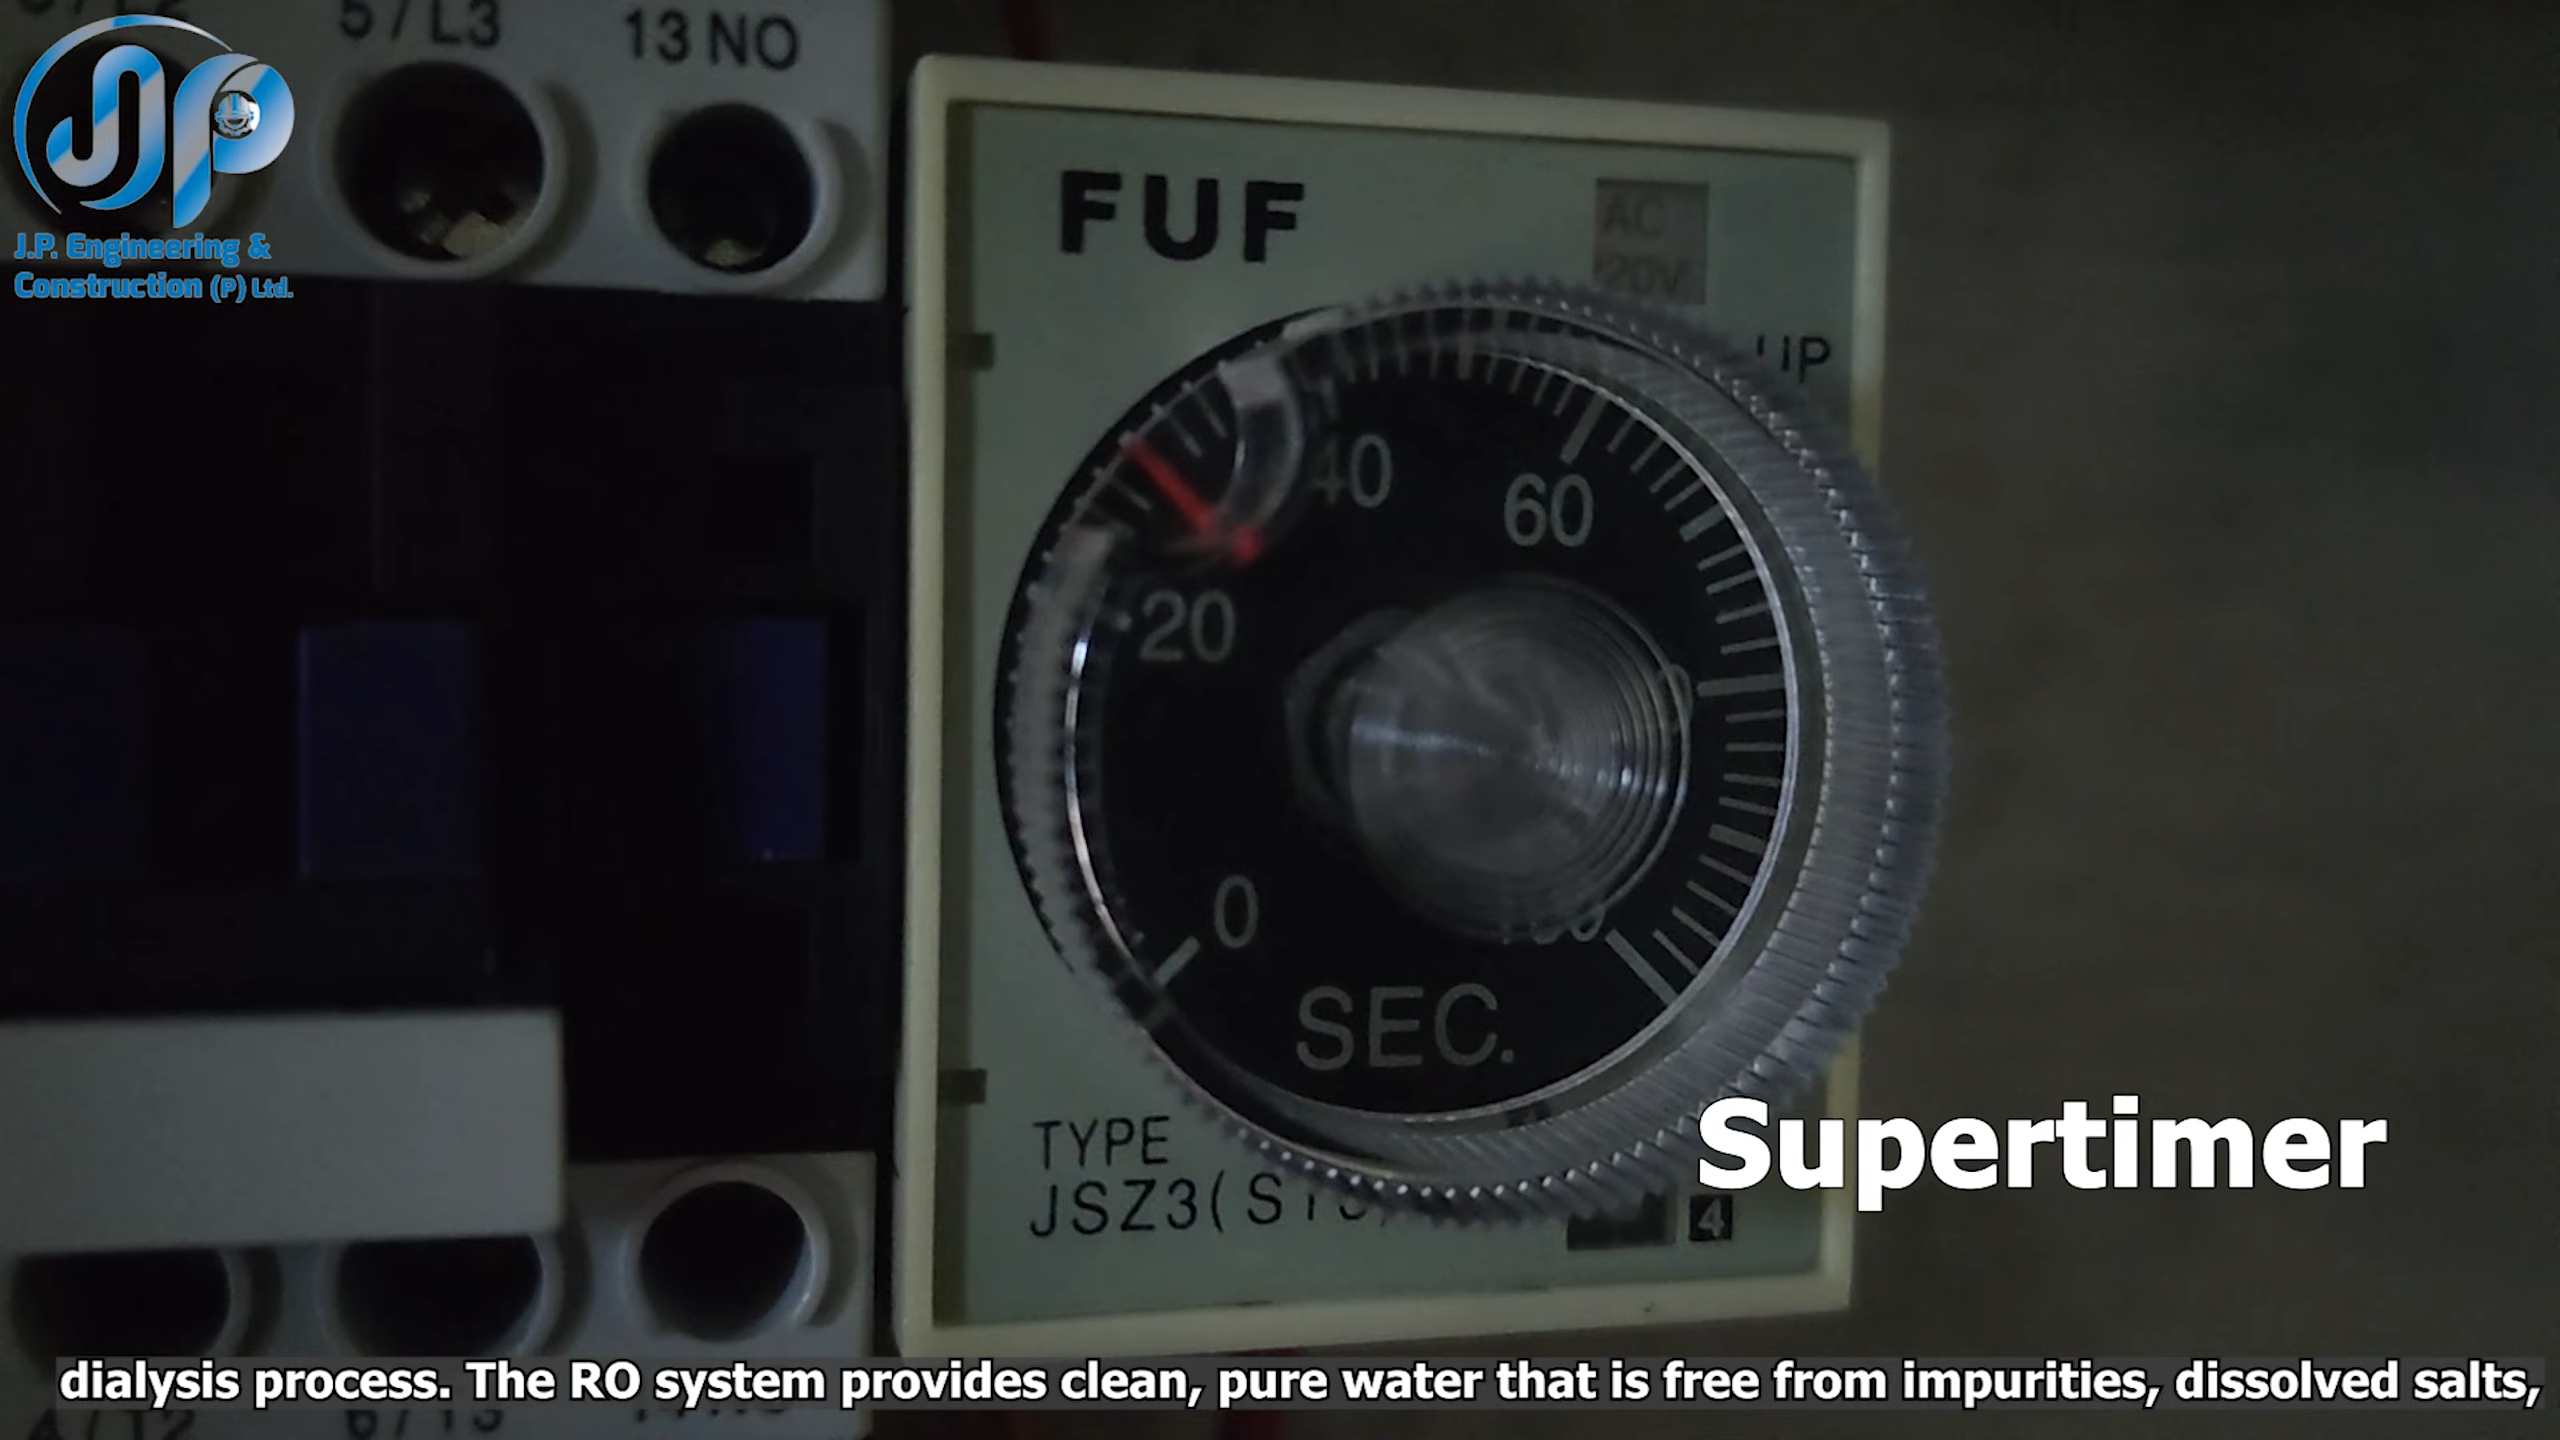 5/L3
13 NO
JP
J.P. Engineering &
Construction (P) Ltd.
FUF
AC
UP
40
60
20
0
SEC.
TYPE
JSZ3(
4
Supertimer
dialysis process. The RO system provides clean, pure water that is free from impurities, dissolved salts,